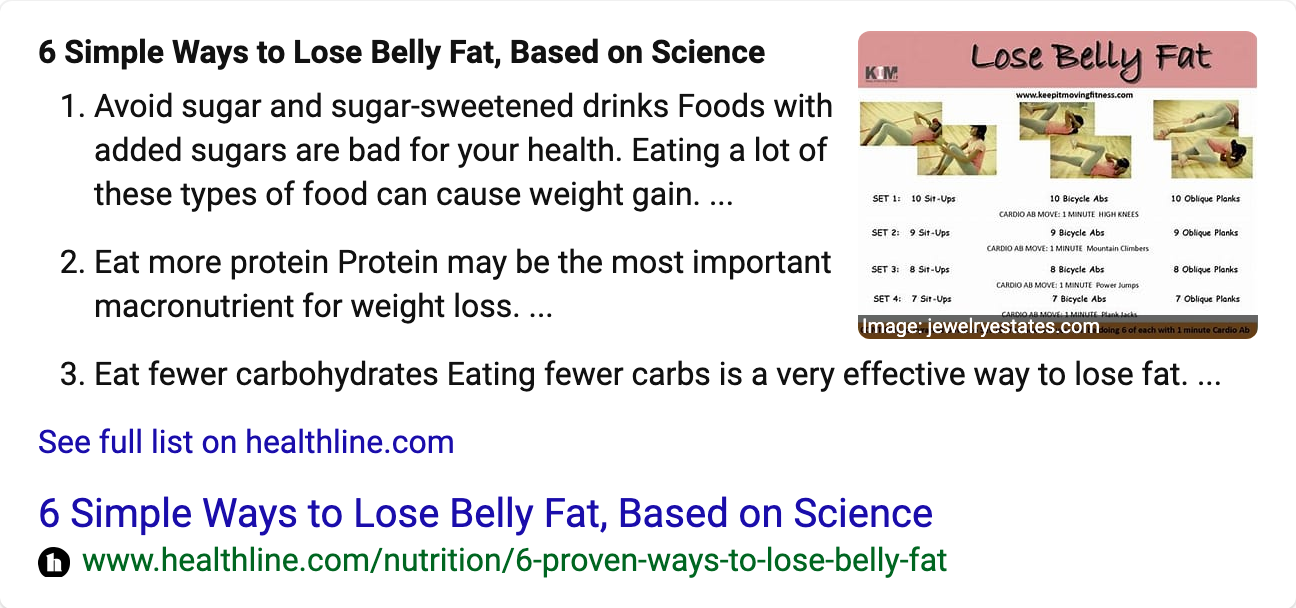 6 Simple Ways to Lose Belly Fat, Based on Science
1. Avoid sugar and sugar-sweetened drinks Foods with
added sugars are bad for your health. Eating a lot of
these types of food can cause weight gain. ...
2. Eat more protein Protein may be the most important
macronutrient for weight loss. ...
3. Eat fewer carbohydrates Eating fewer carbs is a very effective way to lose fat. ...
See full list on healthline.com
6 Simple Ways to Lose Belly Fat, Based on Science
h www.healthline.com/nutrition/6-proven-ways-to-lose-belly-fat
Lose Belly Fat
KIM
www.keepitmovingfitness.com
SET 1: 10 Sit-Ups 10 Bicycle Abs 10 Oblique Planks
CARDIO AB MOVE: 1 MINUTE HIGH KNEES
SET 2: 9 Sit-Ups 9 Bicycle Abs 9 Oblique Planks
CARDIO AB MOVE: 1 MINUTE Mountain Climbers
SET 3: 8 Sit-Ups 8 Bicycle Abs 8 Oblique Planks
CARDIO AB MOVE: 1 MINUTE Power Jumps
SET 4: 7 Sit-Ups 7 Bicycle Abs 7 Oblique Planks
CARDIO AB MOVE: 1 MINUTE Plank Jacks
Image: jewelryestates.com doing 6 of each with 1 minute Cardio Ab